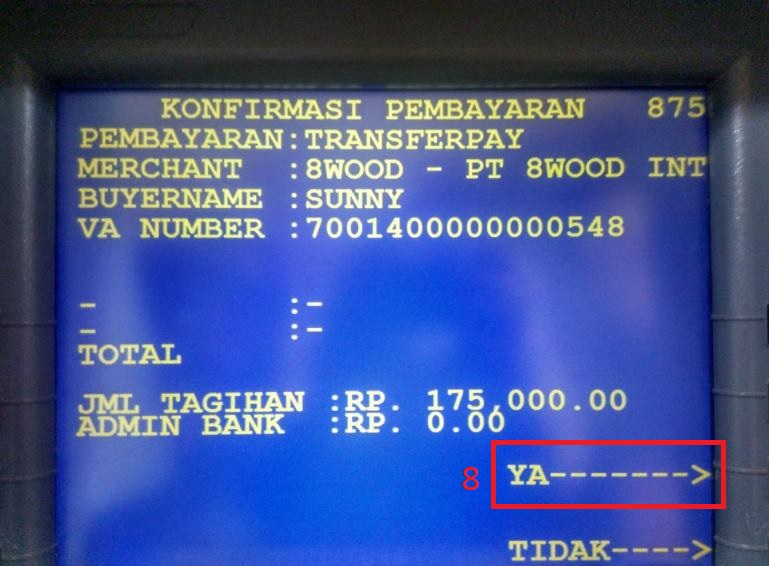 KONFIRMASI PEMBAYARAN 875
PEMBAYARAN:TRANSFERPAY
MERCHANT :8WOOD - PT 8WOOD INT
BUYERNAME :SUNNY
VA NUMBER :7001400000000548
- :-
- :-
TOTAL
JML TAGIHAN :RP. 175,000.00
ADMIN BANK :RP. 0.00
8 YA------->
TIDAK---->